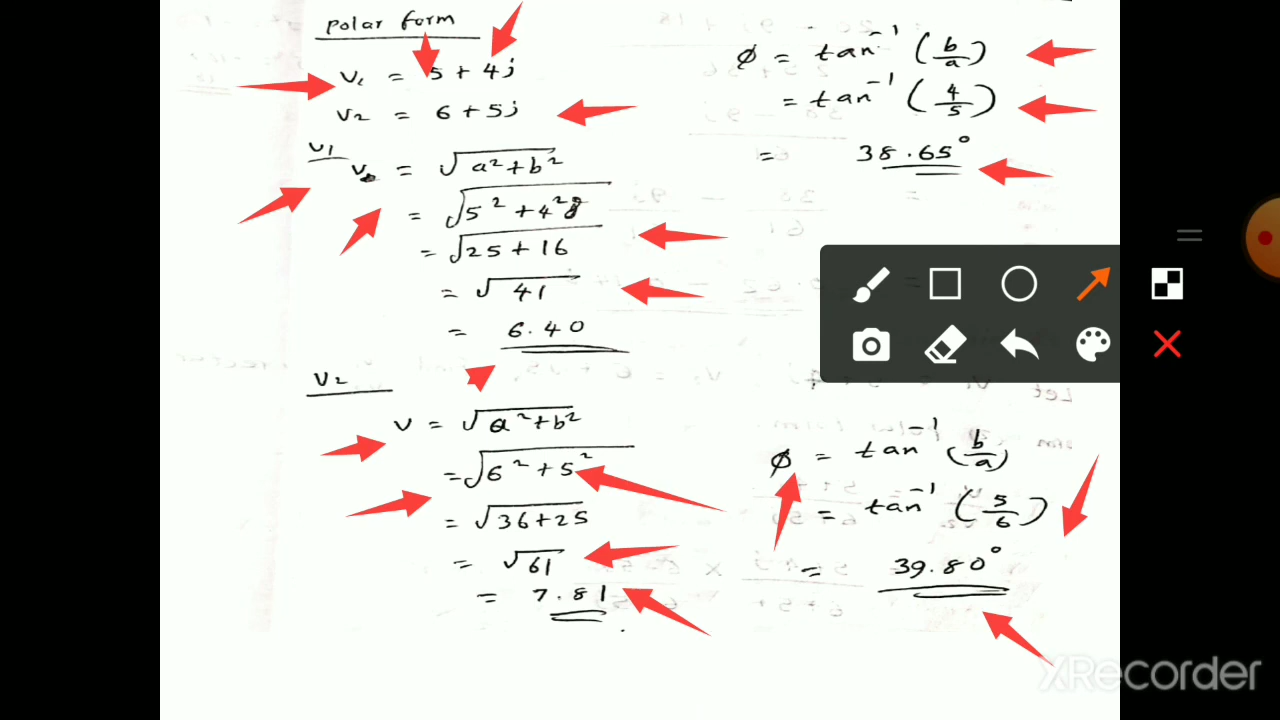 Polar form
V1 = 5 + 4j
V2 = 6 + 5j
V1
V = √a²+b²
= √5² + 4²
= √25 + 16
= √41
= 6.40
ϕ = tan⁻¹ (b/a)
= tan⁻¹ (4/5)
= 38.65°
V2
V = √a²+b²
= √6² + 5²
= √36+25
= √61
= 7.81
ϕ = tan⁻¹ (b/a)
= tan⁻¹ (5/6)
= 39.80°
XRecorder